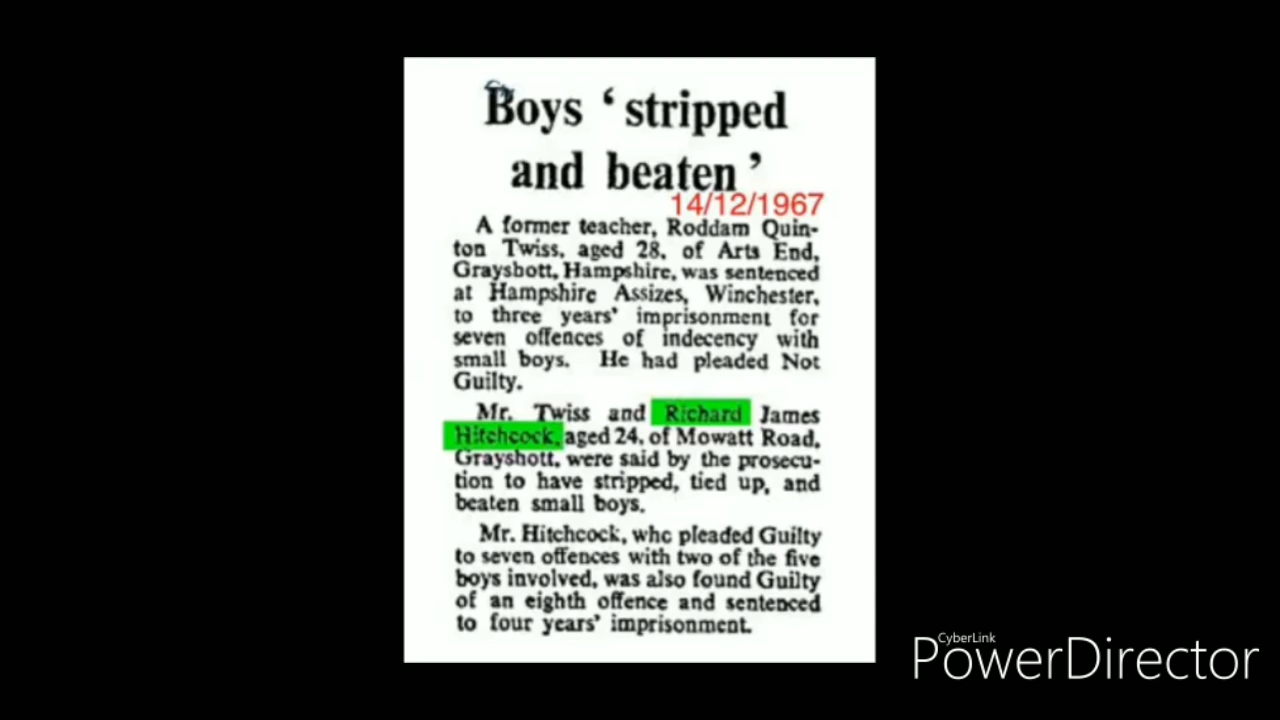 Boys ‘stripped
and beaten’
14/12/1967
A former teacher, Roddam Quin-
ton Twiss, aged 28, of Arts End,
Grayshott, Hampshire, was sentenced
at Hampshire Assizes, Winchester,
to three years’ imprisonment for
seven offences of indecency with
small boys. He had pleaded Not
Guilty.
Mr. Twiss and Richard James
Hitchcock, aged 24, of Mowatt Road,
Grayshott, were said by the prosecu-
tion to have stripped, tied up, and
beaten small boys.
Mr. Hitchcock, who pleaded Guilty
to seven offences with two of the five
boys involved, was also found Guilty
of an eighth offence and sentenced
to four years’ imprisonment.
CyberLink
PowerDirector